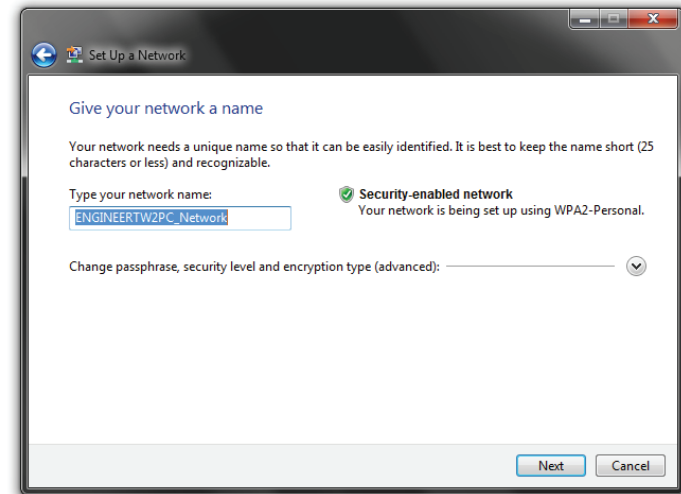 Set Up a Network
Give your network a name
Your network needs a unique name so that it can be easily identified. It is best to keep the name short (25
characters or less) and recognizable.
Type your network name:
ENGINEERTW2PC_Network
Security-enabled network
Your network is being set up using WPA2-Personal.
Change passphrase, security level and encryption type (advanced):
Next Cancel